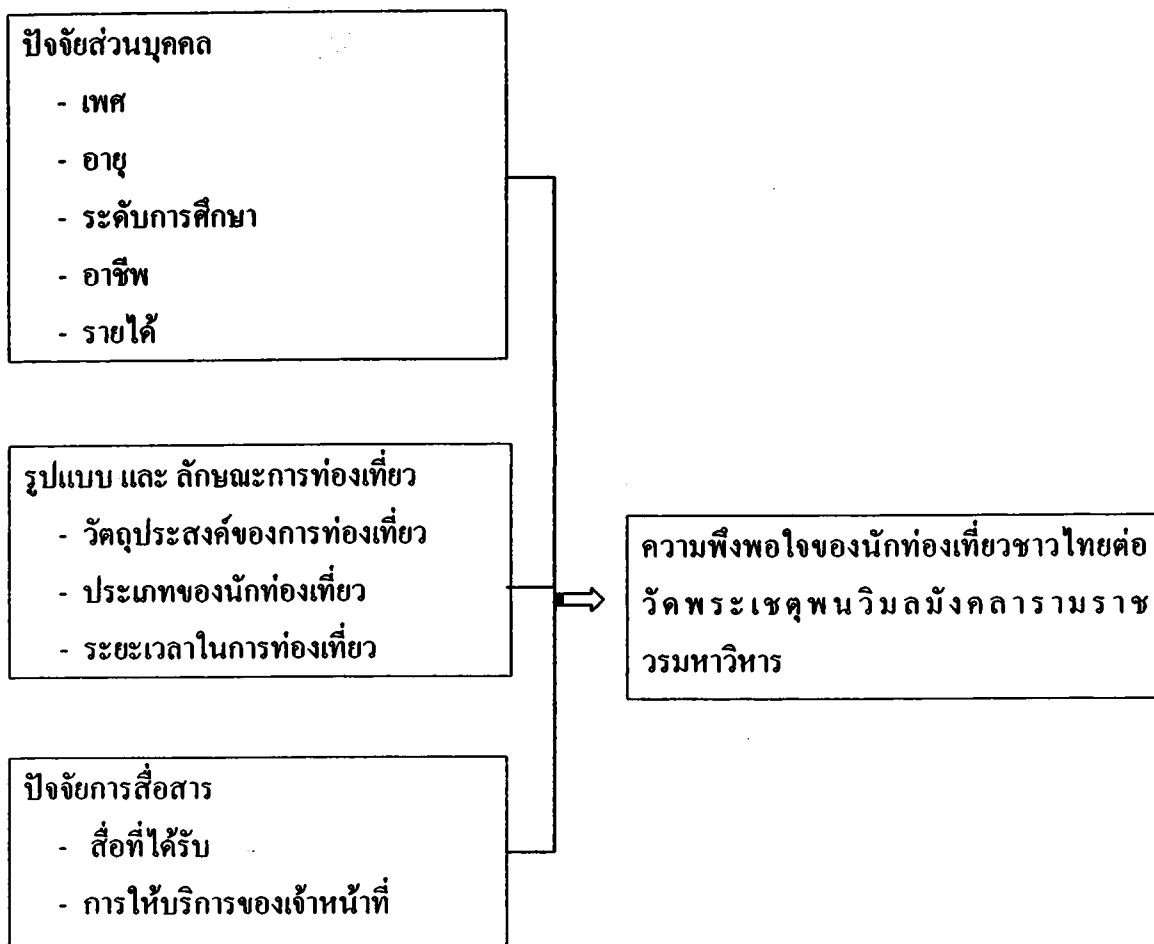 ปัจจัยส่วนบุคคล
- เพศ
- อายุ
- ระดับการศึกษา
- อาชีพ
- รายได้
รูปแบบ และ ลักษณะการท่องเที่ยว
- วัตถุประสงค์ของการท่องเที่ยว
- ประเภทของนักท่องเที่ยว
- ระยะเวลาในการท่องเที่ยว
ปัจจัยการสื่อสาร
- สื่อที่ได้รับ
- การให้บริการของเจ้าหน้าที่
ความพึงพอใจของนักท่องเที่ยวชาวไทยต่อ
วัดพระเชตุพนวิมลมังคลารามราช
วรมหาวิหาร